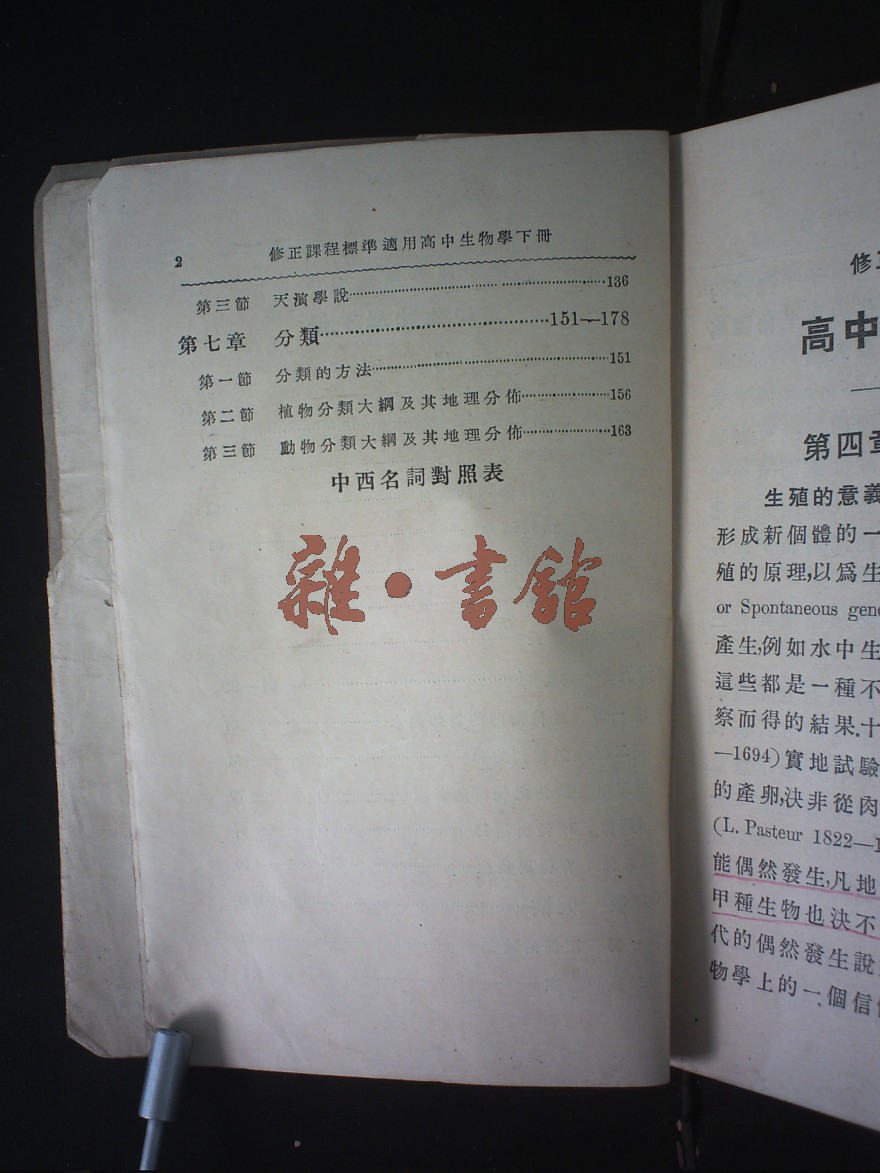 2
修正課程標準適用高中生物學下冊
第三節 天演學說 136
第七章 分類 151—178
第一節 分類的方法 151
第二節 植物分類大綱及其地理分佈 156
第三節 動物分類大綱及其地理分佈 163
中西名詞對照表
雜·書館
修正
高中
第四章
生殖的意義
形成新個體的一
殖的原理,以爲生
or Spontaneous gene
產生,例如水中生
這些都是一種不
察而得的結果.十
—1694)實地試驗
的產卵,決非從肉
(L. Pasteur 1822—1
能偶然發生,凡地
甲種生物也決不
代的偶然發生說
物學上的一個信